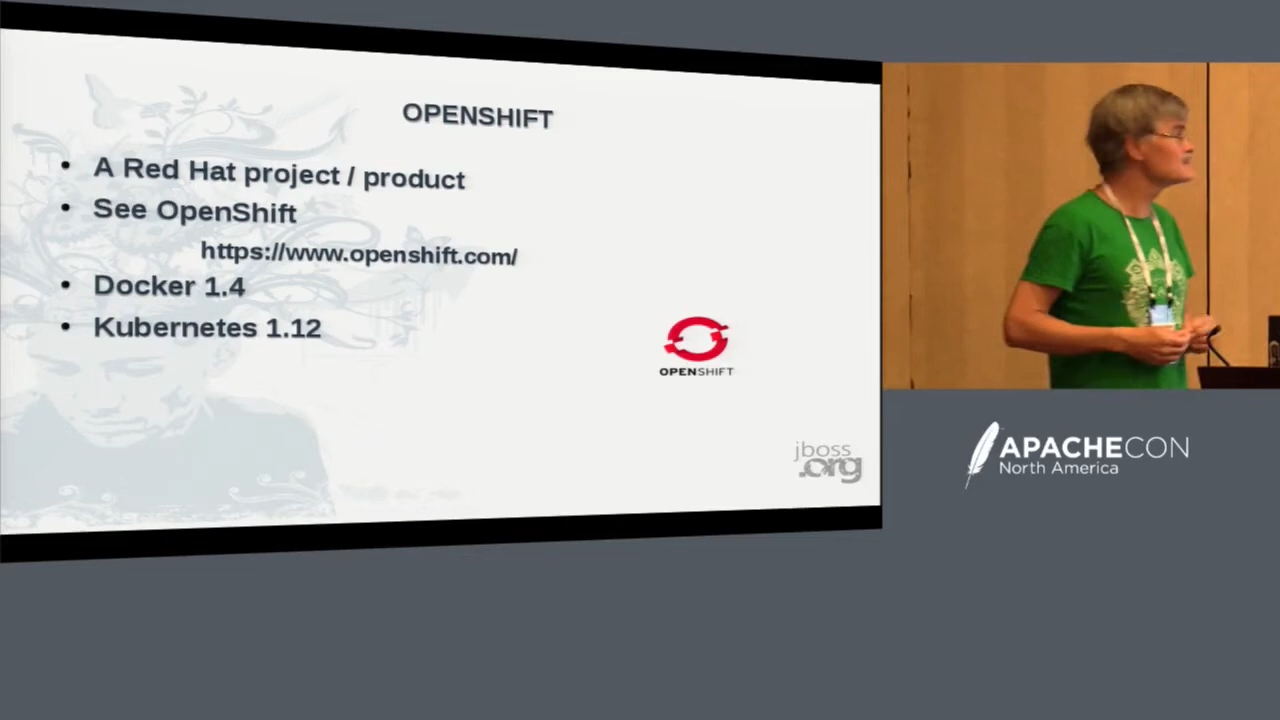 OPENSHIFT
• A Red Hat project / product
• See OpenShift
https://www.openshift.com/
• Docker 1.4
• Kubernetes 1.12
OPENSHIFT
jboss
.org
APACHECON
North America